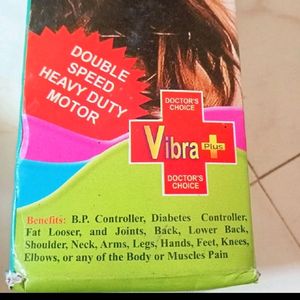 DOUBLE
SPEED
HEAVY DUTY
MOTOR
DOCTOR'S
CHOICE
Vibra Plus
DOCTOR'S
CHOICE
Benefits: B.P. Controller, Diabetes Controller,
Fat Looser, and Joints, Back, Lower Back,
Shoulder, Neck, Arms, Legs, Hands, Feet, Knees,
Elbows, or any of the Body or Muscles Pain